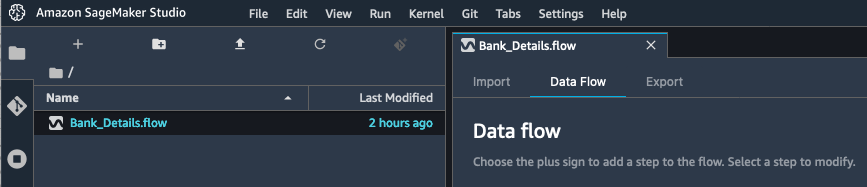 Amazon SageMaker Studio File Edit View Run Kernel Git Tabs Settings Help
Bank_Details.flow
/
Import Data Flow Export
Name Last Modified
Bank_Details.flow 2 hours ago
Data flow
Choose the plus sign to add a step to the flow. Select a step to modify.